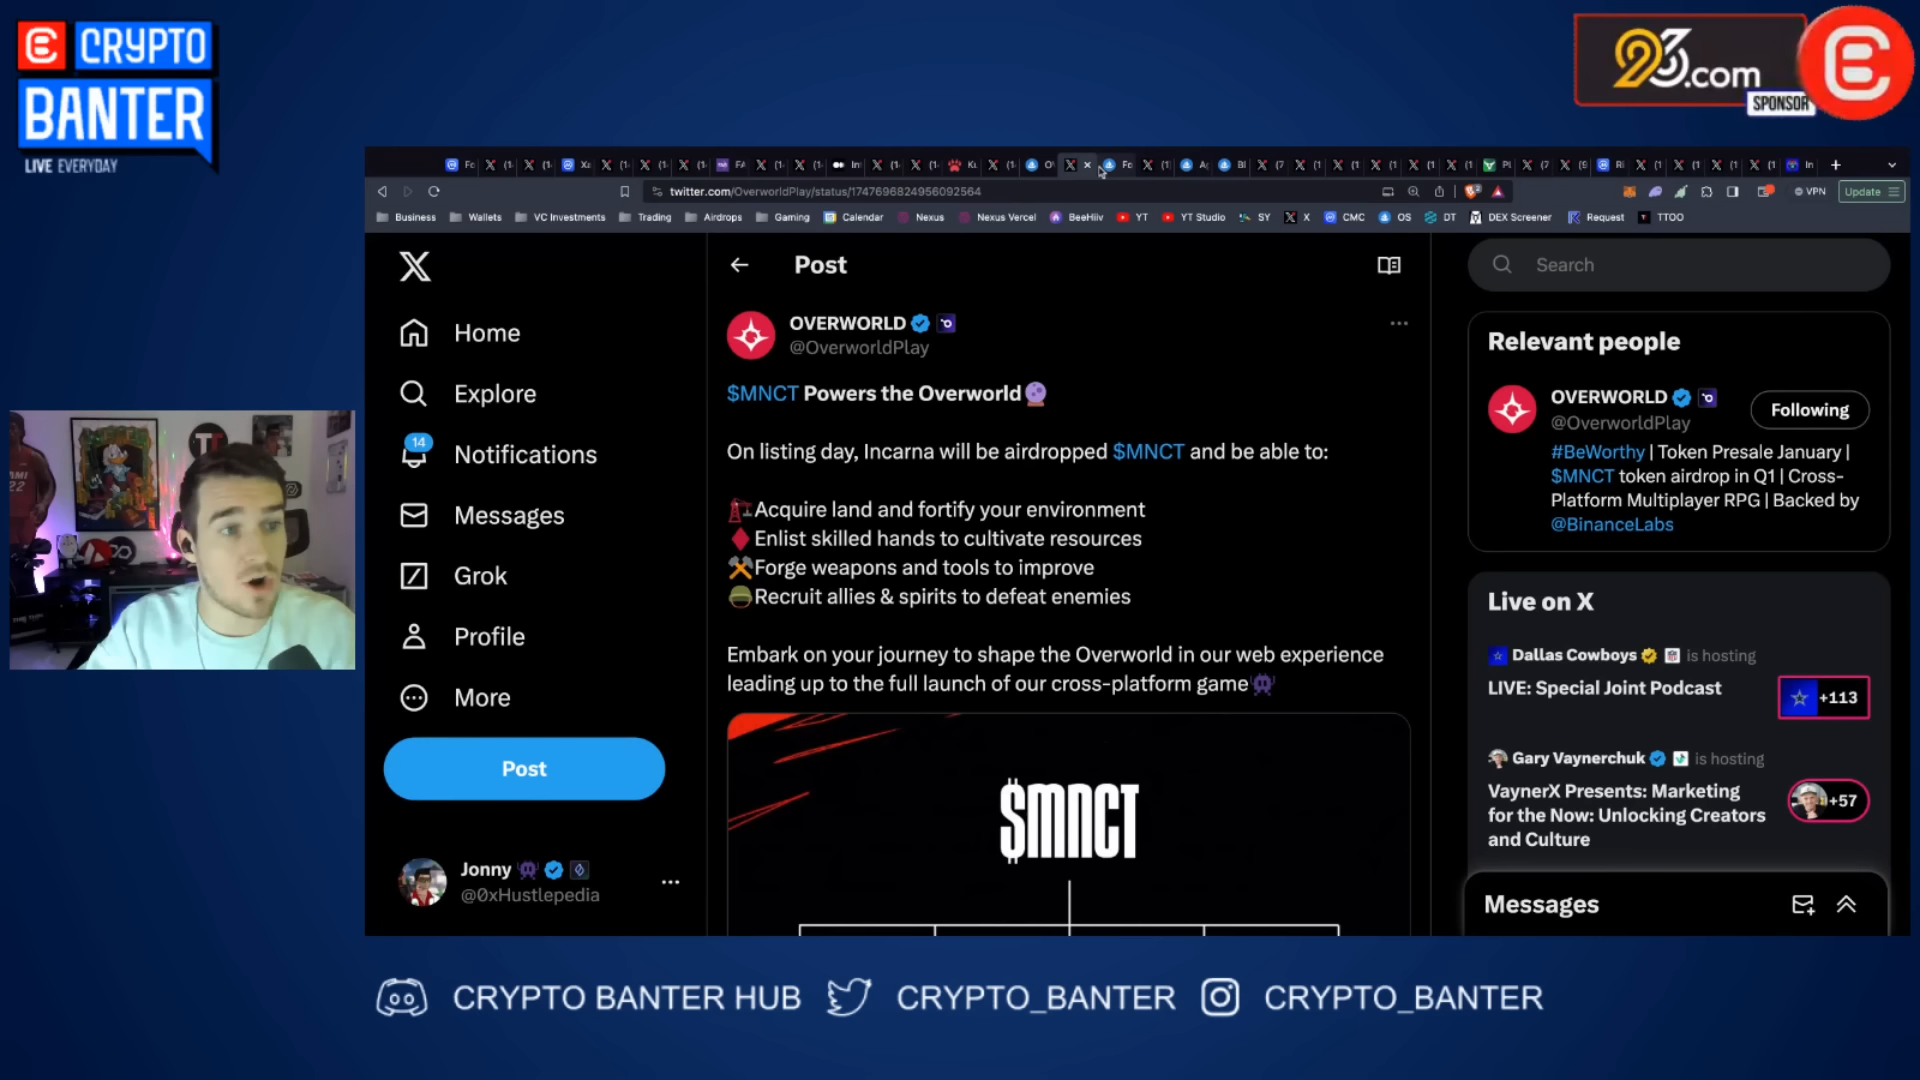 CRYPTO
BANTER
LIVE EVERYDAY
23.com
SPONSOR
twitter.com/OverworldPlay/status/1747696824956092564
VPN
Update
Business
Wallets
VC Investments
Trading
Airdrops
Gaming
Calendar
Nexus
Nexus Vercel
BeeHiiv
YT
YT Studio
SY
X
CMC
OS
DT
DEX Screener
Request
TTOO
Home
Explore
14
Notifications
Messages
Grok
Profile
More
Post
Jonny
@0xHustlepedia
Post
OVERWORLD
@OverworldPlay
$MNCT Powers the Overworld
On listing day, Incarna will be airdropped $MNCT and be able to:
Acquire land and fortify your environment
Enlist skilled hands to cultivate resources
Forge weapons and tools to improve
Recruit allies & spirits to defeat enemies
Embark on your journey to shape the Overworld in our web experience
leading up to the full launch of our cross-platform game
$MNCT
Search
Relevant people
OVERWORLD
@OverworldPlay
Following
#BeWorthy | Token Presale January |
$MNCT token airdrop in Q1 | Cross-
Platform Multiplayer RPG | Backed by
@BinanceLabs
Live on X
Dallas Cowboys is hosting
LIVE: Special Joint Podcast
+113
Gary Vaynerchuk is hosting
VaynerX Presents: Marketing
for the Now: Unlocking Creators
and Culture
+57
Messages
CRYPTO BANTER HUB
CRYPTO_BANTER
CRYPTO_BANTER